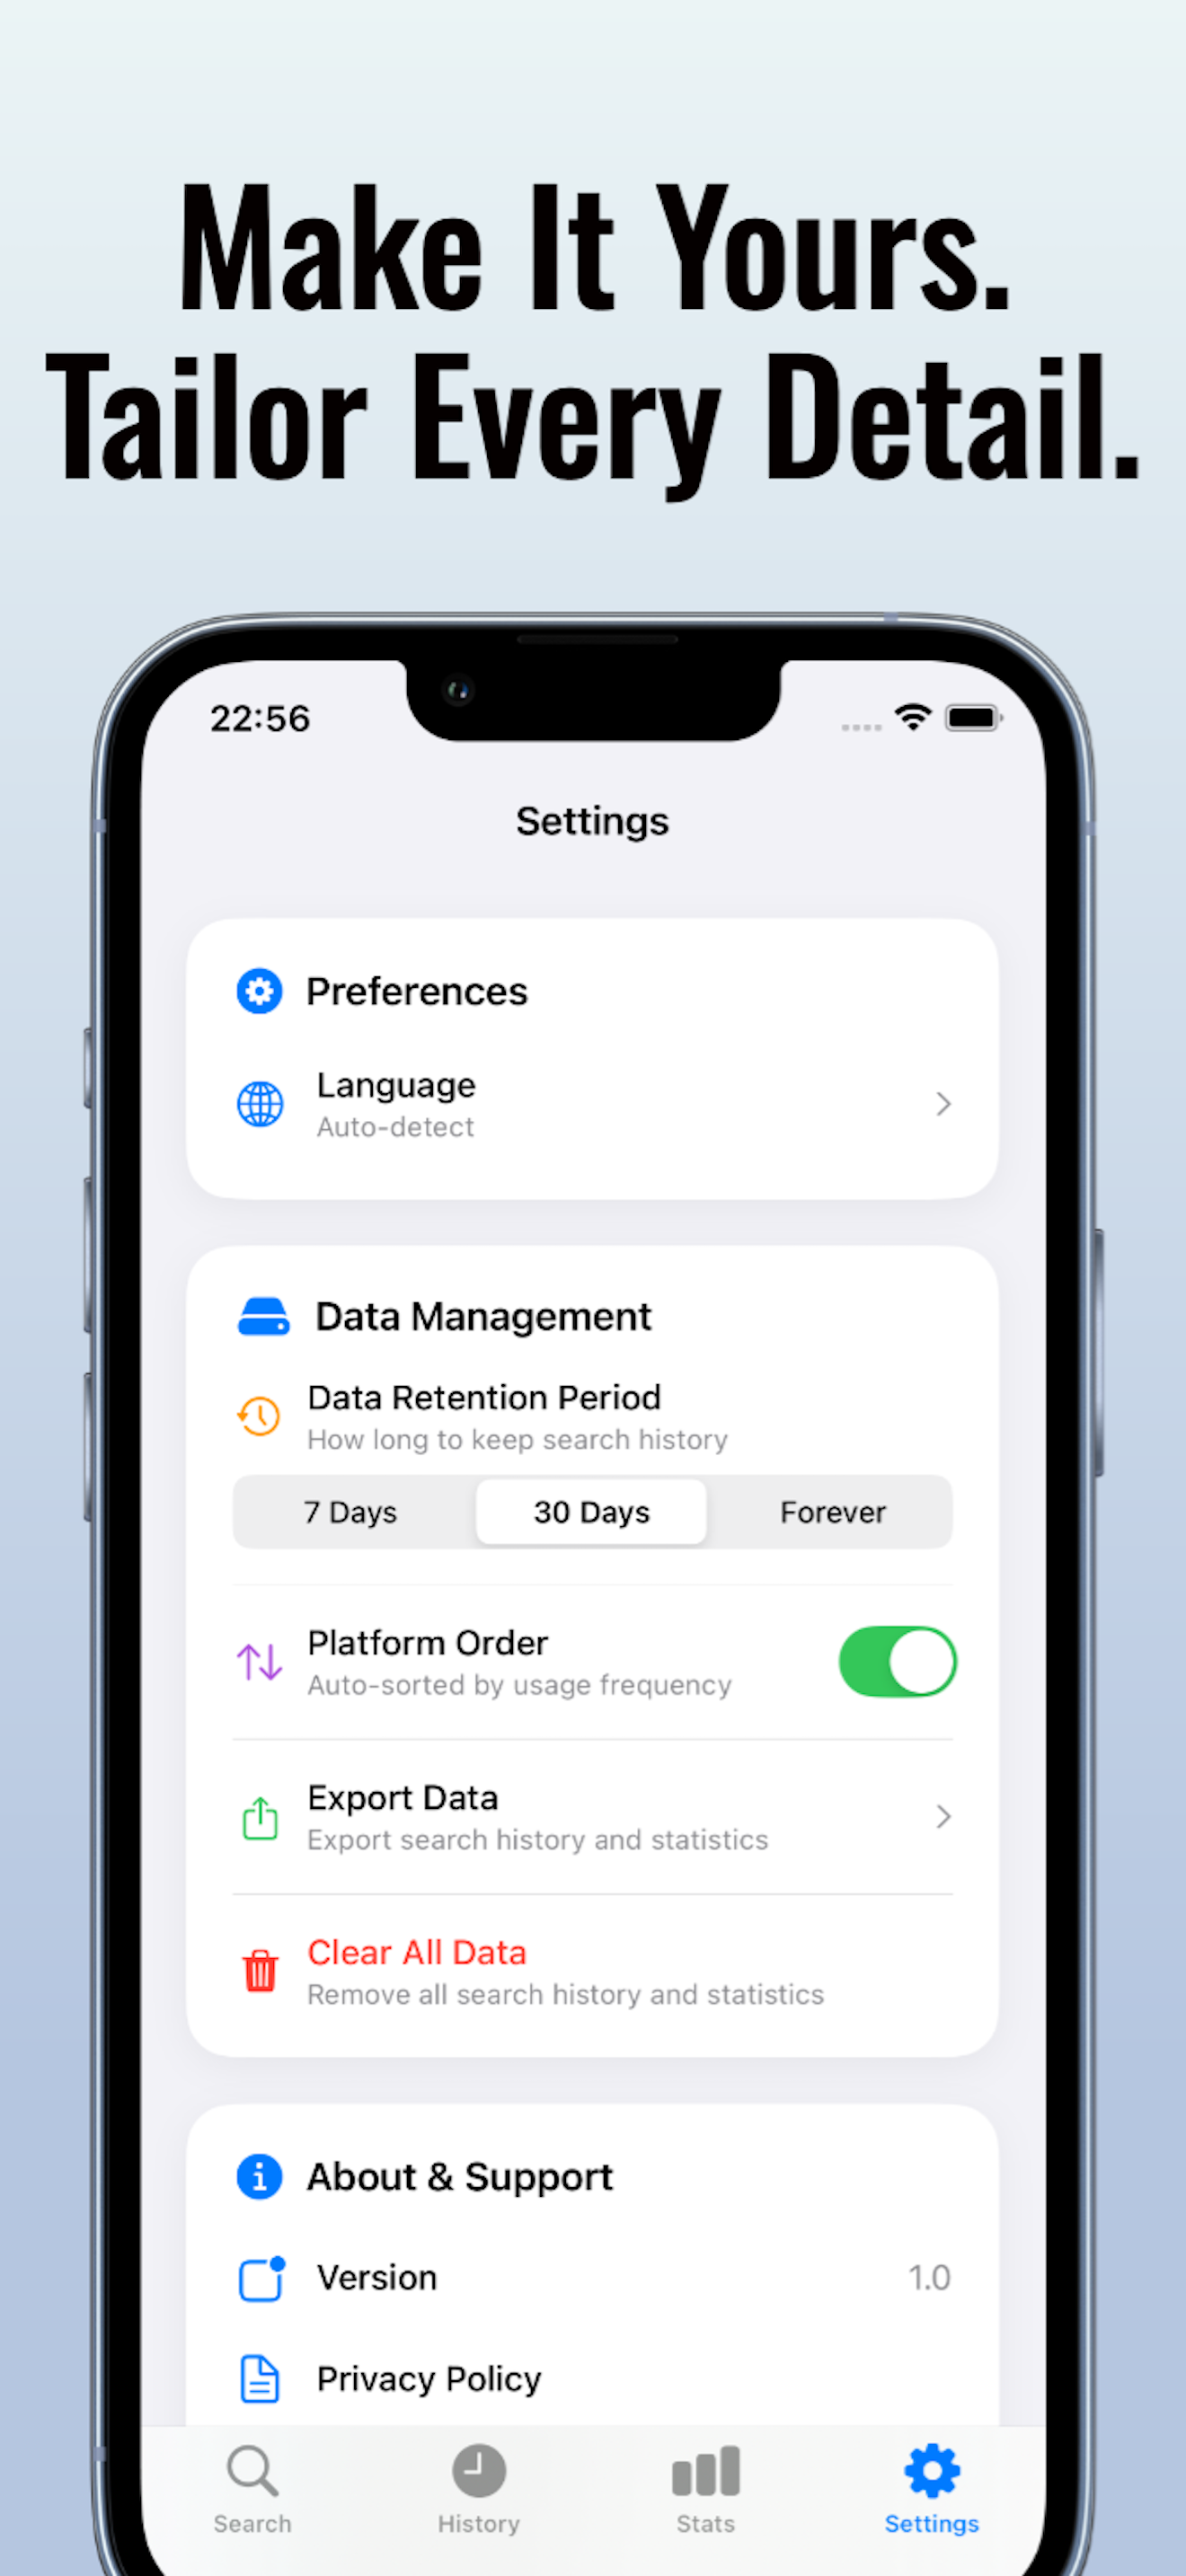 Make It Yours.
Tailor Every Detail.
22:56
Settings
Preferences
Language
Auto-detect
Data Management
Data Retention Period
How long to keep search history
7 Days 30 Days Forever
Platform Order
Auto-sorted by usage frequency
Export Data
Export search history and statistics
Clear All Data
Remove all search history and statistics
About & Support
Version 1.0
Privacy Policy
Search History Stats Settings